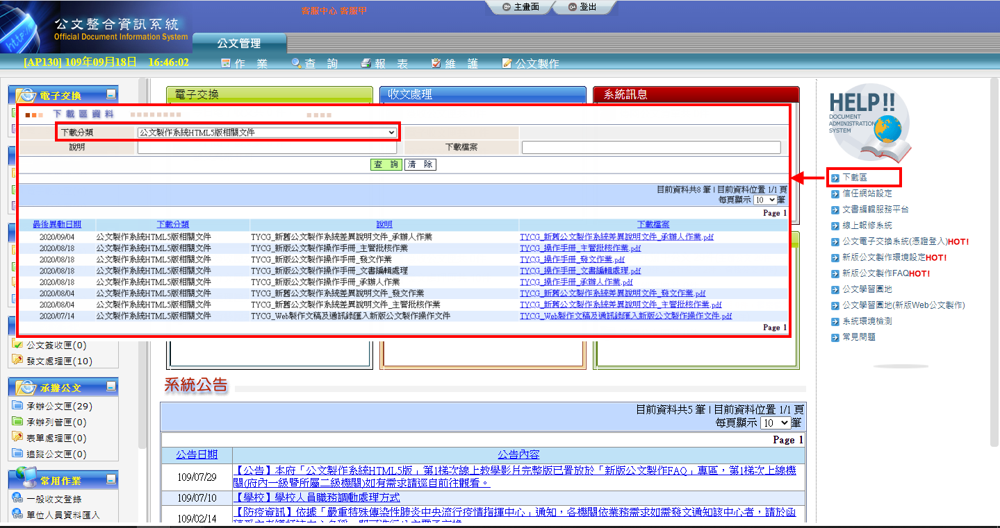 客服中心 客服甲
主畫面
登出
公文整合資訊系統
Official Document Information System
公文管理
[AP130] 109年09月18日 16:46:02
作 業
查 詢
報 表
維 護
公文製作
電子交換
電子交換
收文處理
系統訊息
下載區資料
下載分類
公文製作系統HTML5版相關文件
說明
下載檔案
查 詢
清 除
目前資料共8 筆 | 目前資料位置 1/1 頁
每頁顯示 10 筆
Page 1
最後異動日期 下載分類 說明 下載檔案
2020/09/04 公文製作系統HTML5版相關文件 TYCG_新舊公文製作系統差異說明文件_承辦人作業 TYCG_新舊公文製作系統差異說明文件_承辦人作業.pdf
2020/08/18 公文製作系統HTML5版相關文件 TYCG_新版公文製作操作手冊_主管批核作業 TYCG_操作手冊_主管批核作業.pdf
2020/08/18 公文製作系統HTML5版相關文件 TYCG_新版公文製作操作手冊_發文作業 TYCG_操作手冊_發文作業.pdf
2020/08/18 公文製作系統HTML5版相關文件 TYCG_新版公文製作操作手冊_文書編輯處理 TYCG_操作手冊_文書編輯處理.pdf
2020/08/18 公文製作系統HTML5版相關文件 TYCG_新版公文製作操作手冊_承辦人作業 TYCG_操作手冊_承辦人作業.pdf
2020/08/04 公文製作系統HTML5版相關文件 TYCG_新舊公文製作系統差異說明文件_發文作業 TYCG_新舊公文製作系統差異說明文件_發文作業.pdf
2020/08/04 公文製作系統HTML5版相關文件 TYCG_新舊公文製作系統差異說明文件_主管批核作業 TYCG_新舊公文製作系統差異說明文件_主管批核作業.pdf
2020/07/14 公文製作系統HTML5版相關文件 TYCG_Web製作文稿及通訊錄匯入新版公文製作操作文件 TYCG_Web製作文稿及通訊錄匯入新版公文製作操作文件.pdf
Page 1
公文簽收匣(0)
發文處理匣(10)
承辦公文
承辦公文匣(29)
承辦列管匣(0)
表單處理匣(0)
追蹤公文匣(0)
常用作業
一般收文登錄
單位人員資料匯入
系統公告
目前資料共5 筆 | 目前資料位置 1/1 頁
每頁顯示 10 筆
Page 1
公告日期 公告內容
109/07/29 【公告】本府「公文製作系統HTML5版」第1梯次線上教學影片完整版已置放於「新版公文製作FAQ」專區，第1梯次上線機
關(府內一級暨所屬二級機關)如有需求請逕自前往觀看。
109/07/10 【學校】學校人員職務調動處理方式
109/02/14 【防疫資訊】依據「嚴重特殊傳染性肺炎中央流行疫情指揮中心」通知，各機關依業務需求如需發文通知該中心者，請於函
HELP!!
DOCUMENT
ADMINISTRATION
SYSTEM
下載區
信任網站設定
文書編輯服務平台
線上報修系統
公文電子交換系統(憑證登入)HOT!
新版公文製作環境設定HOT!
新版公文製作FAQHOT!
公文學習園地
公文學習園地(新版Web公文製作)
系統環境檢測
常見問題